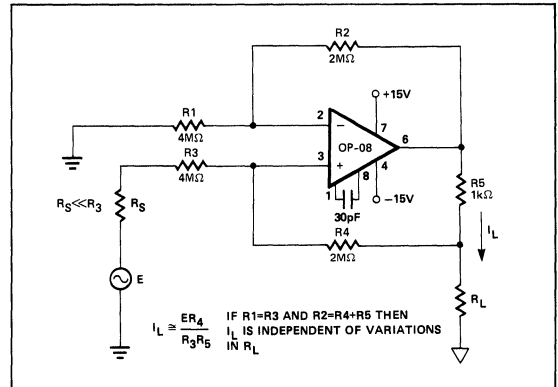 R2
2MΩ
+15V
R1
4MΩ
2
−
7
OP-08
6
R3
4MΩ
3
+
1
8
4
−15V
30pF
R5
1kΩ
RS<<R3
RS
R4
2MΩ
IL
E
RL
IL ≅ ER4 / R3R5
IF R1=R3 AND R2=R4+R5 THEN
IL IS INDEPENDENT OF VARIATIONS
IN RL